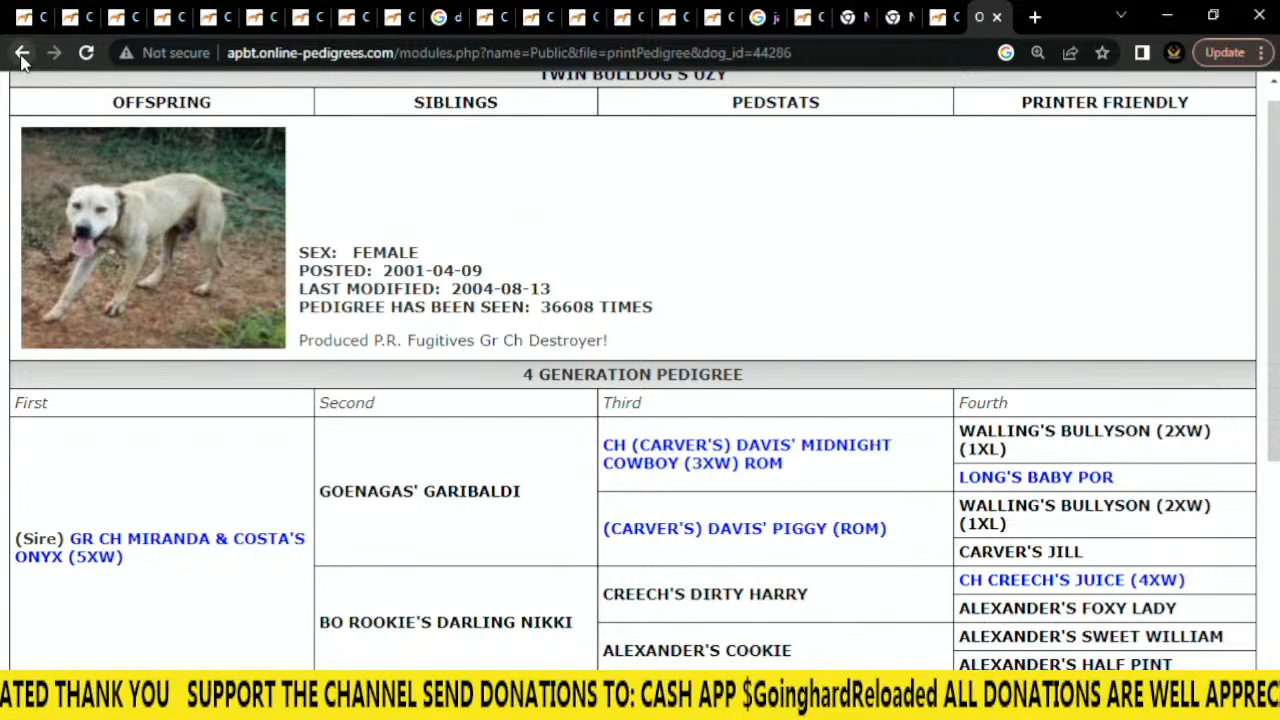 C C C C C C C C C d C C C C C C j C N N C O
Update
Not secure apbt.online-pedigrees.com/modules.php?name=Public&file=printPedigree&dog_id=44286
TWIN BULLDOG'S UZY
OFFSPRING SIBLINGS PEDSTATS PRINTER FRIENDLY
SEX: FEMALE
POSTED: 2001-04-09
LAST MODIFIED: 2004-08-13
PEDIGREE HAS BEEN SEEN: 36608 TIMES
Produced P.R. Fugitives Gr Ch Destroyer!
4 GENERATION PEDIGREE
First Second Third Fourth
(Sire) GR CH MIRANDA & COSTA'S
ONYX (5XW)
GOENAGAS' GARIBALDI
CH (CARVER'S) DAVIS' MIDNIGHT
COWBOY (3XW) ROM
WALLING'S BULLYSON (2XW)
(1XL)
LONG'S BABY POR
(CARVER'S) DAVIS' PIGGY (ROM)
WALLING'S BULLYSON (2XW)
(1XL)
CARVER'S JILL
BO ROOKIE'S DARLING NIKKI
CREECH'S DIRTY HARRY
CH CREECH'S JUICE (4XW)
ALEXANDER'S FOXY LADY
ALEXANDER'S COOKIE
ALEXANDER'S SWEET WILLIAM
ALEXANDER'S HALF PINT
ATED THANK YOU SUPPORT THE CHANNEL SEND DONATIONS TO: CASH APP $GoinghardReloaded ALL DONATIONS ARE WELL APPREC